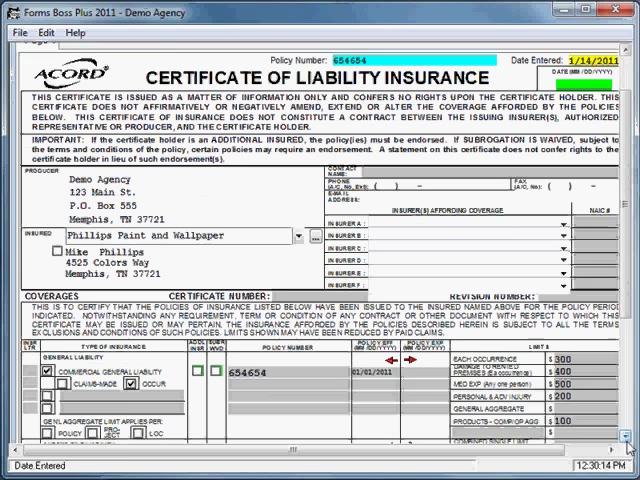 Forms Boss Plus 2011 - Demo Agency
File Edit Help
Policy Number: 654654 Date Entered: 1/14/2011
ACORD
CERTIFICATE OF LIABILITY INSURANCE
DATE (MM/DD/YYYY)
THIS CERTIFICATE IS ISSUED AS A MATTER OF INFORMATION ONLY AND CONFERS NO RIGHTS UPON THE CERTIFICATE HOLDER. THIS
CERTIFICATE DOES NOT AFFIRMATIVELY OR NEGATIVELY AMEND, EXTEND OR ALTER THE COVERAGE AFFORDED BY THE POLICIES
BELOW. THIS CERTIFICATE OF INSURANCE DOES NOT CONSTITUTE A CONTRACT BETWEEN THE ISSUING INSURER(S), AUTHORIZED
REPRESENTATIVE OR PRODUCER, AND THE CERTIFICATE HOLDER.
IMPORTANT: If the certificate holder is an ADDITIONAL INSURED, the policy(ies) must be endorsed. If SUBROGATION IS WAIVED, subject to
the terms and conditions of the policy, certain policies may require an endorsement. A statement on this certificate does not confer rights to the
certificate holder in lieu of such endorsement(s).
PRODUCER
Demo Agency
123 Main St.
P.O. Box 555
Memphis, TN 37721
CONTACT
NAME:
PHONE
(A/C, No, Ext): ( ) -
FAX
(A/C, No): ( ) -
E-MAIL
ADDRESS:
INSURER(S) AFFORDING COVERAGE NAIC #
INSURED
Phillips Paint and Wallpaper
...
Mike Phillips
4525 Colors Way
Memphis, TN 37721
INSURER A :
INSURER B :
INSURER C :
INSURER D :
INSURER E :
INSURER F :
COVERAGES CERTIFICATE NUMBER: REVISION NUMBER:
THIS IS TO CERTIFY THAT THE POLICIES OF INSURANCE LISTED BELOW HAVE BEEN ISSUED TO THE INSURED NAMED ABOVE FOR THE POLICY PERIOD
INDICATED. NOTWITHSTANDING ANY REQUIREMENT, TERM OR CONDITION OF ANY CONTRACT OR OTHER DOCUMENT WITH RESPECT TO WHICH THIS
CERTIFICATE MAY BE ISSUED OR MAY PERTAIN, THE INSURANCE AFFORDED BY THE POLICIES DESCRIBED HEREIN IS SUBJECT TO ALL THE TERMS,
EXCLUSIONS AND CONDITIONS OF SUCH POLICIES. LIMITS SHOWN MAY HAVE BEEN REDUCED BY PAID CLAIMS.
INSR LTR TYPE OF INSURANCE ADDL INSR SUBR WVD POLICY NUMBER POLICY EFF (MM/DD/YYYY) POLICY EXP (MM/DD/YYYY) LIMITS
GENERAL LIABILITY
COMMERCIAL GENERAL LIABILITY
CLAIMS-MADE OCCUR
654654 01/01/2011
GEN'L AGGREGATE LIMIT APPLIES PER:
POLICY PRO-JECT LOC
EACH OCCURRENCE $ 300
DAMAGE TO RENTED
PREMISES (Ea occurrence) $ 400
MED EXP (Any one person) $ 500
PERSONAL & ADV INJURY $ 200
GENERAL AGGREGATE $
PRODUCTS - COMP/OP AGG $ 100
COMBINED SINGLE LIMIT
Date Entered 12:30:14 PM